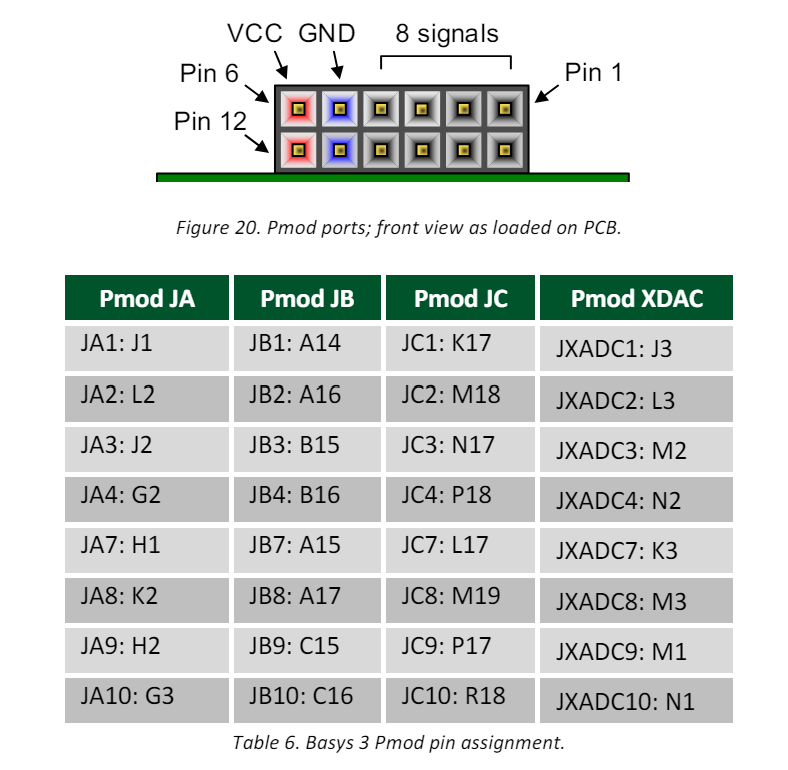 VCC GND 8 signals
Pin 6 Pin 1
Pin 12
Figure 20. Pmod ports; front view as loaded on PCB.
Pmod JA Pmod JB Pmod JC Pmod XDAC
JA1: J1 JB1: A14 JC1: K17 JXADC1: J3
JA2: L2 JB2: A16 JC2: M18 JXADC2: L3
JA3: J2 JB3: B15 JC3: N17 JXADC3: M2
JA4: G2 JB4: B16 JC4: P18 JXADC4: N2
JA7: H1 JB7: A15 JC7: L17 JXADC7: K3
JA8: K2 JB8: A17 JC8: M19 JXADC8: M3
JA9: H2 JB9: C15 JC9: P17 JXADC9: M1
JA10: G3 JB10: C16 JC10: R18 JXADC10: N1
Table 6. Basys 3 Pmod pin assignment.